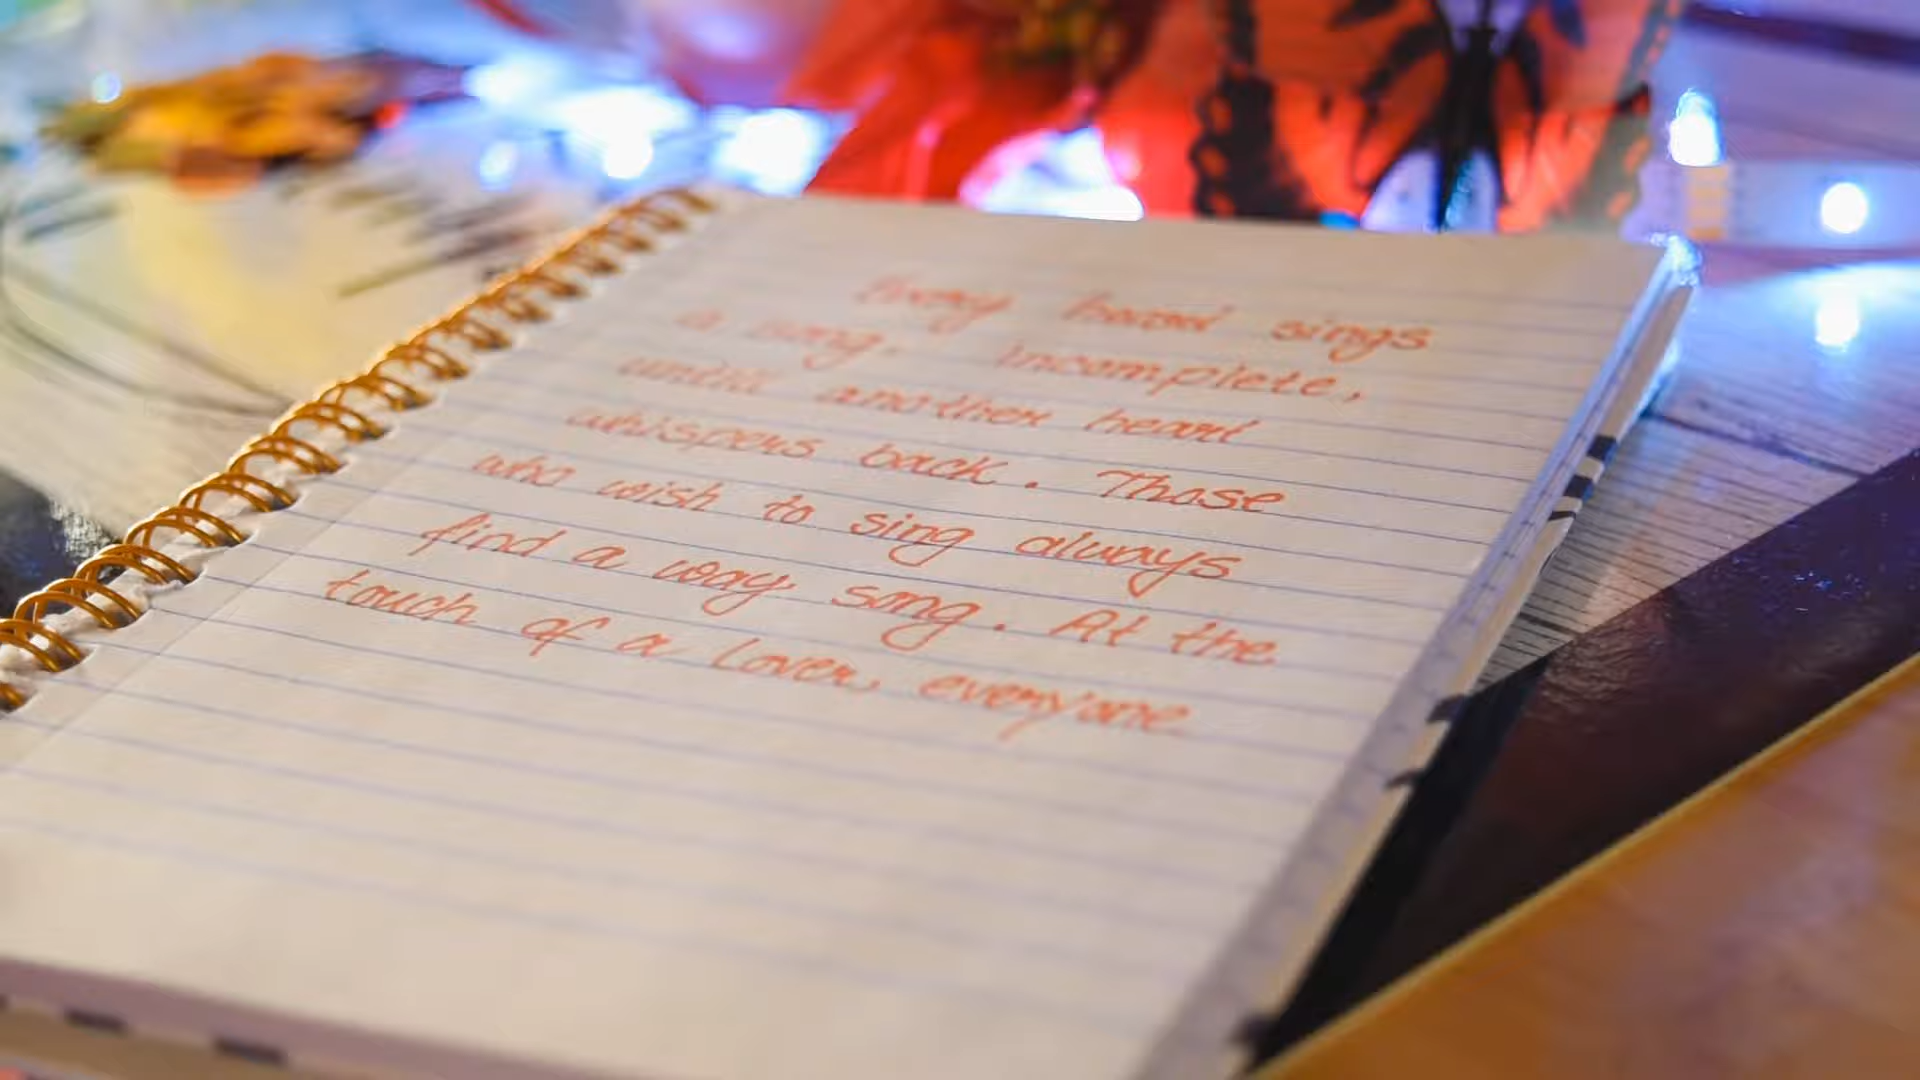 Every heart sings
a song, incomplete,
untill another heart
whispers back. Those
who wish to sing always
find a way song. At the
touch of a Lover, everyone